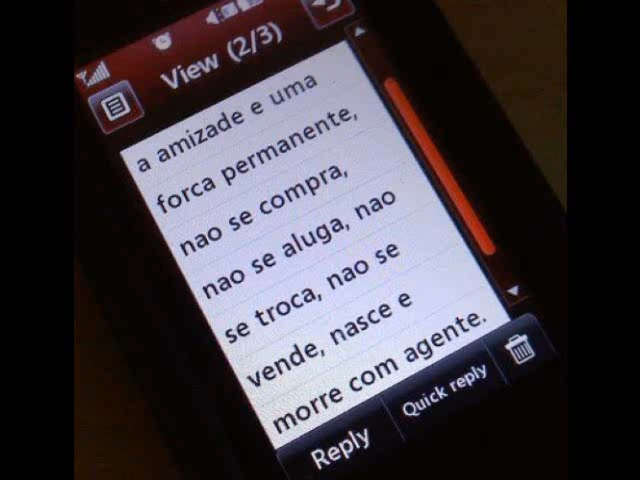 View (2/3)
a amizade e uma
forca permanente,
nao se compra,
nao se aluga, nao
se troca, nao se
vende, nasce e
morre com agente.
Reply
Quick reply